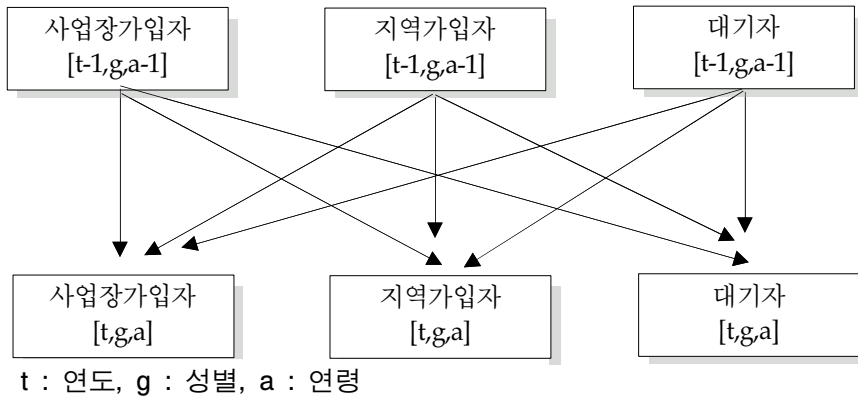 사업장가입자
[t-1,g,a-1]
지역가입자
[t-1,g,a-1]
대기자
[t-1,g,a-1]
사업장가입자
[t,g,a]
지역가입자
[t,g,a]
대기자
[t,g,a]
t : 연도, g : 성별, a : 연령